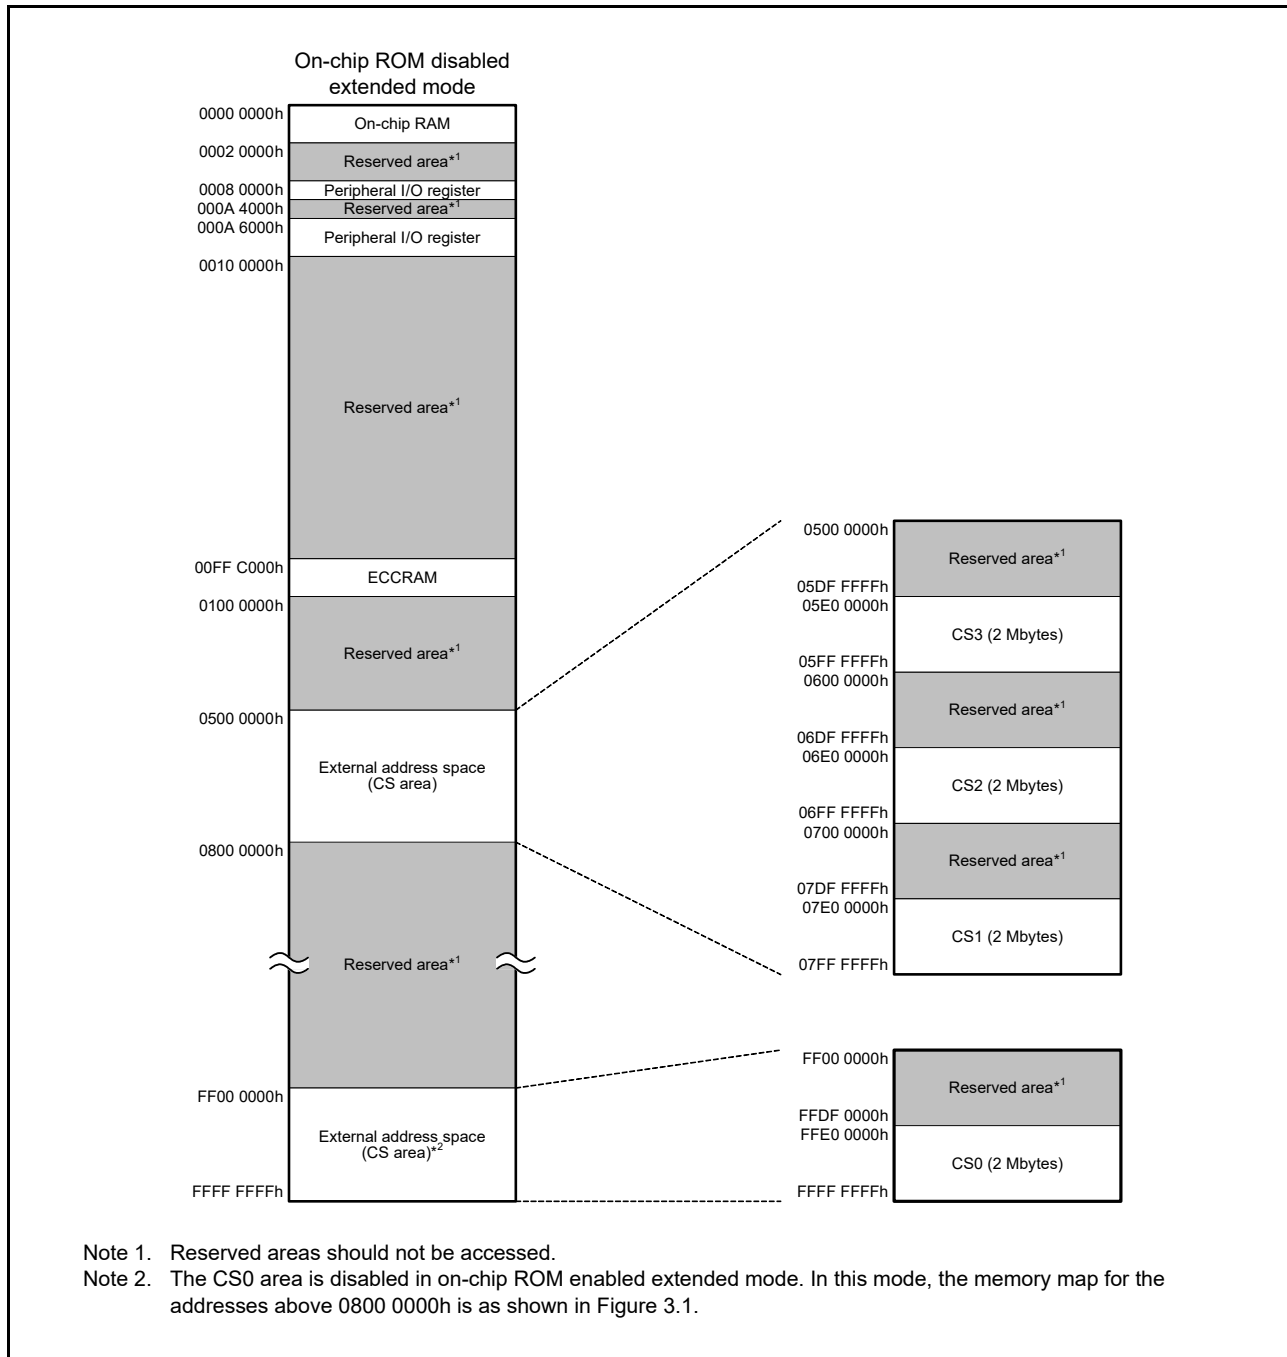 On-chip ROM disabled
extended mode
0000 0000h
On-chip RAM
0002 0000h
Reserved area*1
0008 0000h
Peripheral I/O register
000A 4000h
Reserved area*1
000A 6000h
Peripheral I/O register
0010 0000h
Reserved area*1
00FF C000h
ECCRAM
0100 0000h
Reserved area*1
0500 0000h
External address space
(CS area)
0800 0000h
Reserved area*1
FF00 0000h
External address space
(CS area)*2
FFFF FFFFh
0500 0000h
Reserved area*1
05DF FFFFh
05E0 0000h
CS3 (2 Mbytes)
05FF FFFFh
0600 0000h
Reserved area*1
06DF FFFFh
06E0 0000h
CS2 (2 Mbytes)
06FF FFFFh
0700 0000h
Reserved area*1
07DF FFFFh
07E0 0000h
CS1 (2 Mbytes)
07FF FFFFh
FF00 0000h
Reserved area*1
FFDF 0000h
FFE0 0000h
CS0 (2 Mbytes)
FFFF FFFFh
Note 1. Reserved areas should not be accessed.
Note 2. The CS0 area is disabled in on-chip ROM enabled extended mode. In this mode, the memory map for the
addresses above 0800 0000h is as shown in Figure 3.1.